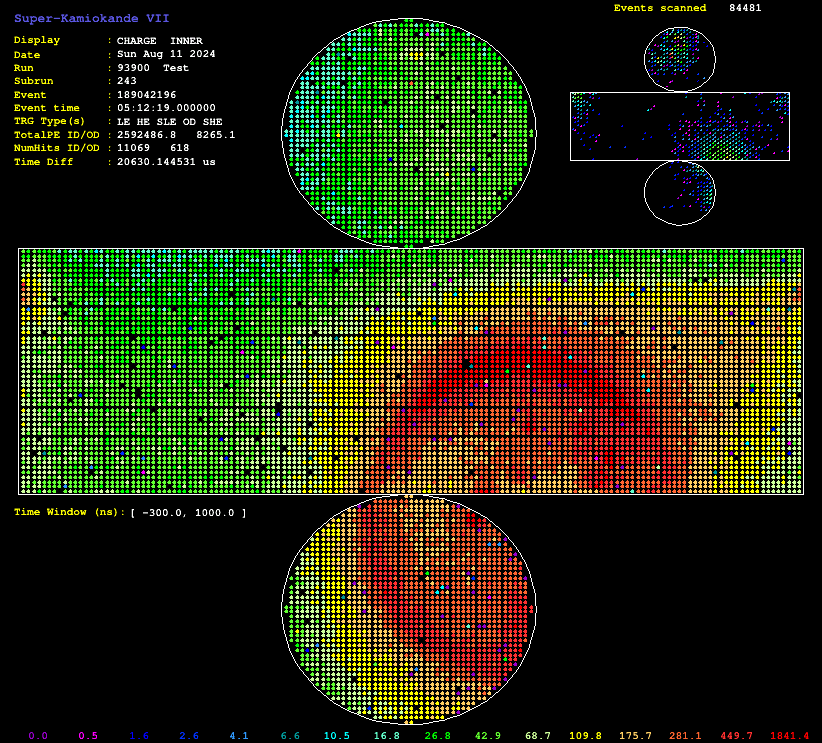 Events scanned 84481
Super-Kamiokande VII
Display : CHARGE INNER
Date : Sun Aug 11 2024
Run : 93900 Test
Subrun : 243
Event : 189042196
Event time : 05:12:19.000000
TRG Type(s) : LE HE SLE OD SHE
TotalPE ID/OD : 2592486.8 8265.1
NumHits ID/OD : 11069 618
Time Diff : 20630.144531 us
Time Window (ns): [ -300.0, 1000.0 ]
0.0 0.5 1.6 2.6 4.1 6.6 10.5 16.8 26.8 42.9 68.7 109.8 175.7 281.1 449.7 1841.4